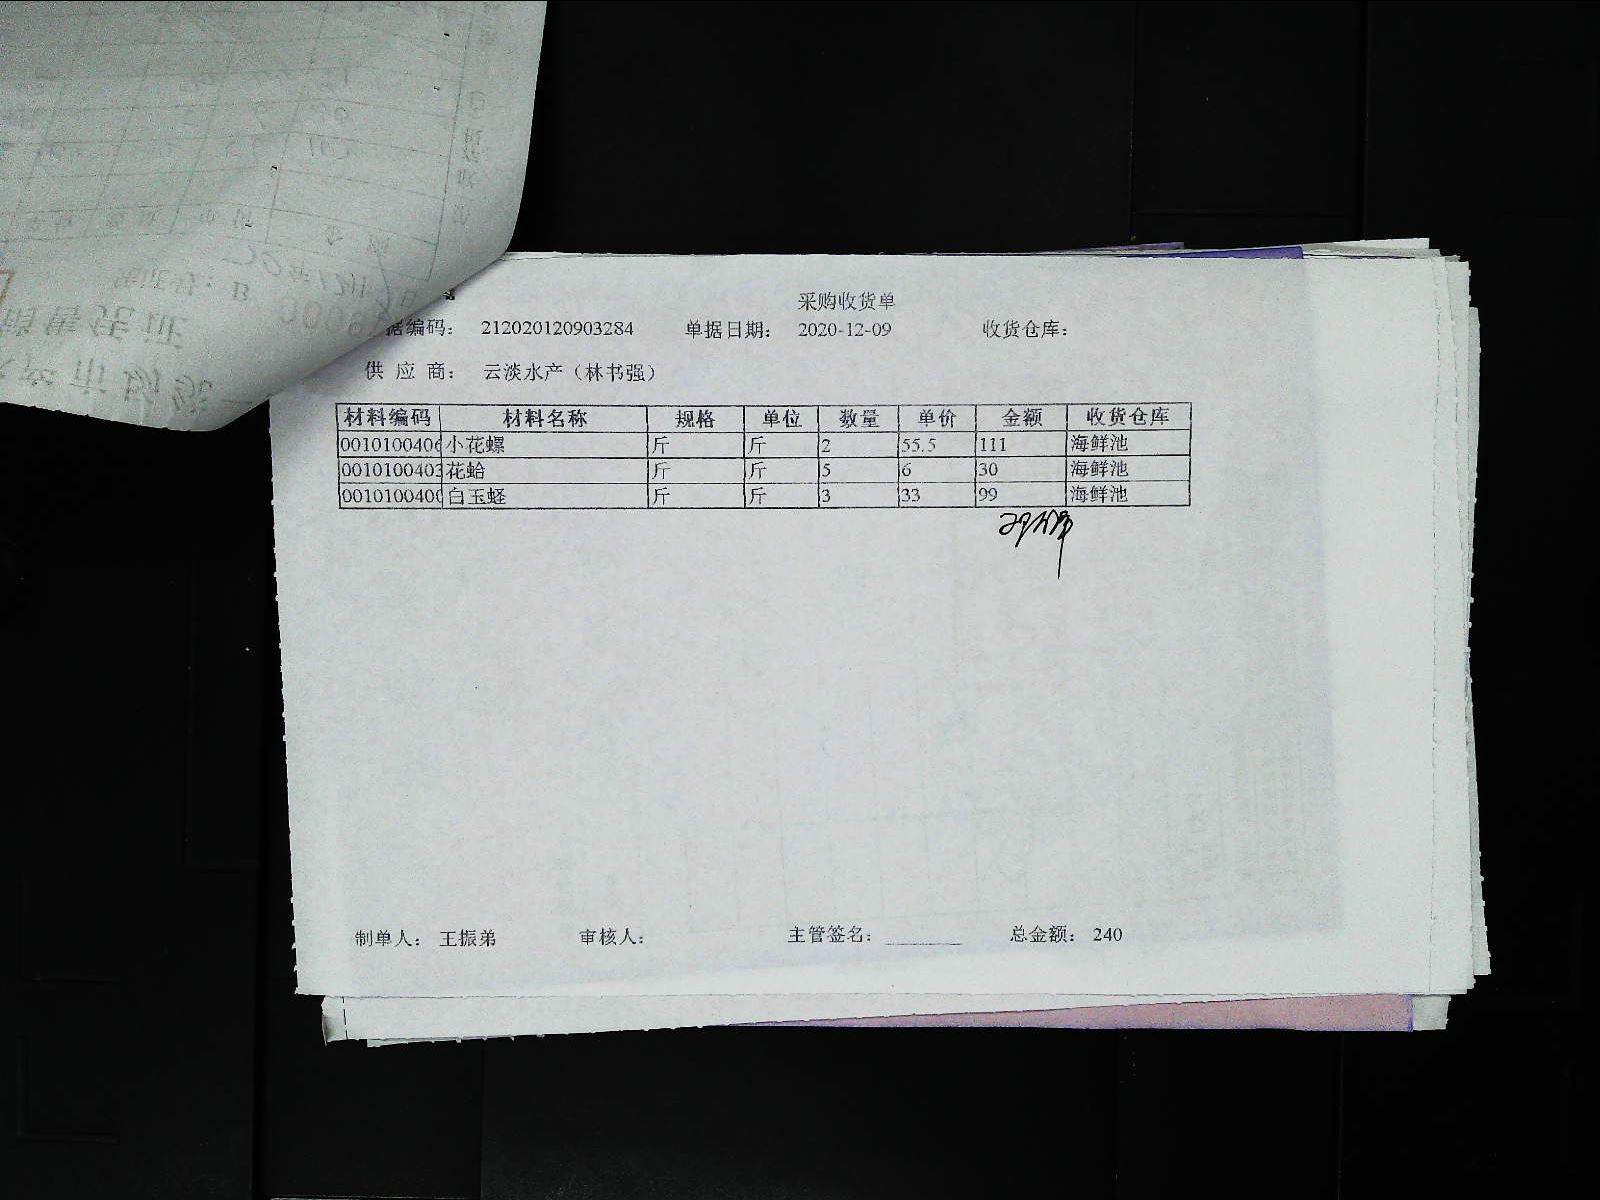 采购收货单
据编码: 212020120903284 单据日期: 2020-12-09 收货仓库:
供应商: 云淡水产（林书强）
材料编码 材料名称 规格 单位 数量 单价 金额 收货仓库
0010100406 小花螺 斤 斤 2 55.5 111 海鲜池
0010100403 花蛤 斤 斤 5 6 30 海鲜池
0010100400 白玉蛏 斤 斤 3 33 99 海鲜池
制单人: 王振弟 审核人: 主管签名: 总金额: 240